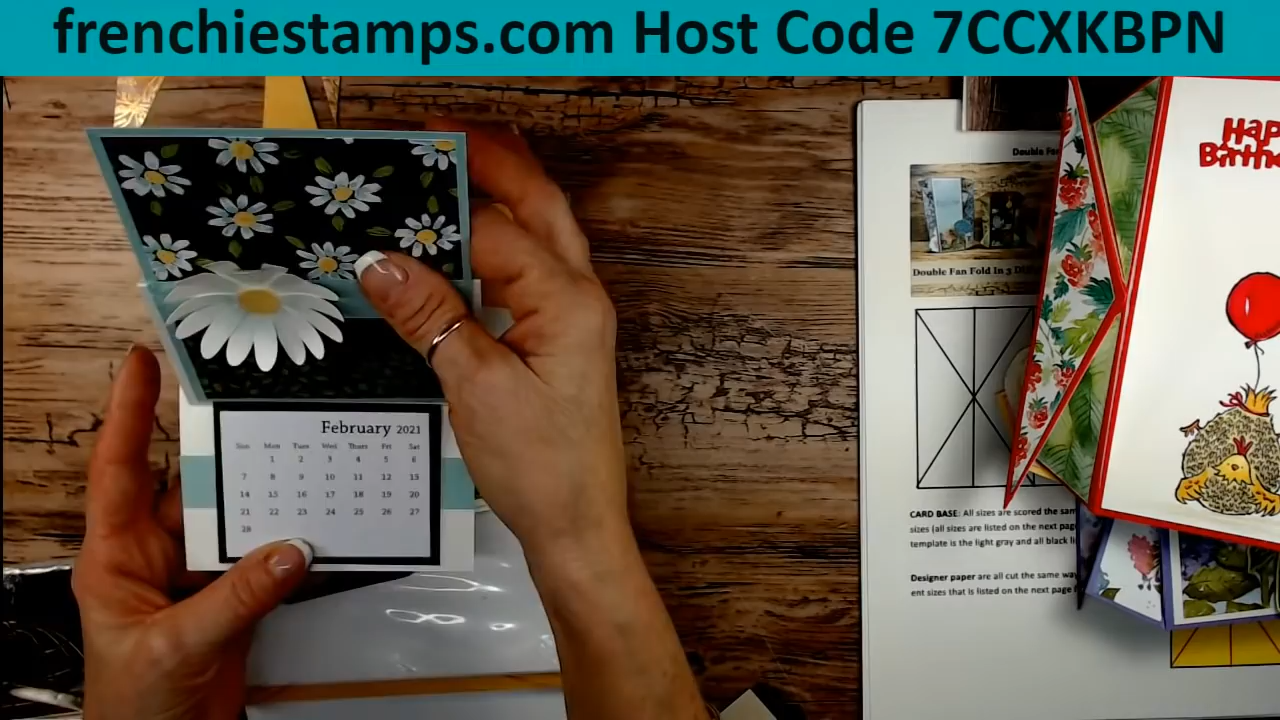 frenchiestamps.com Host Code 7CCXKBPN
February 2021
Sun Mon Tues Wed Thurs Fri Sat
1 2 3 4 5 6
7 8 9 10 11 12 13
14 15 16 17 18 19 20
21 22 23 24 25 26 27
28
Double Fan
Double Fan Fold In 3 Di
CARD BASE: All sizes are scored the sam
sizes (all sizes are listed on the next page
template is the light gray and all black li
Designer paper are all cut the same way
ent sizes that is listed on the next page
Hap
Birthd